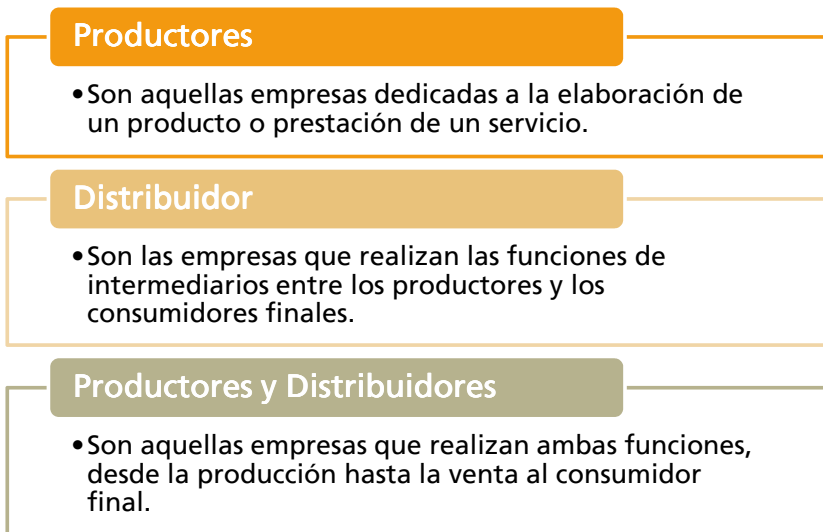 Productores
•Son aquellas empresas dedicadas a la elaboración de
un producto o prestación de un servicio.
Distribuidor
•Son las empresas que realizan las funciones de
intermediarios entre los productores y los
consumidores finales.
Productores y Distribuidores
•Son aquellas empresas que realizan ambas funciones,
desde la producción hasta la venta al consumidor
final.